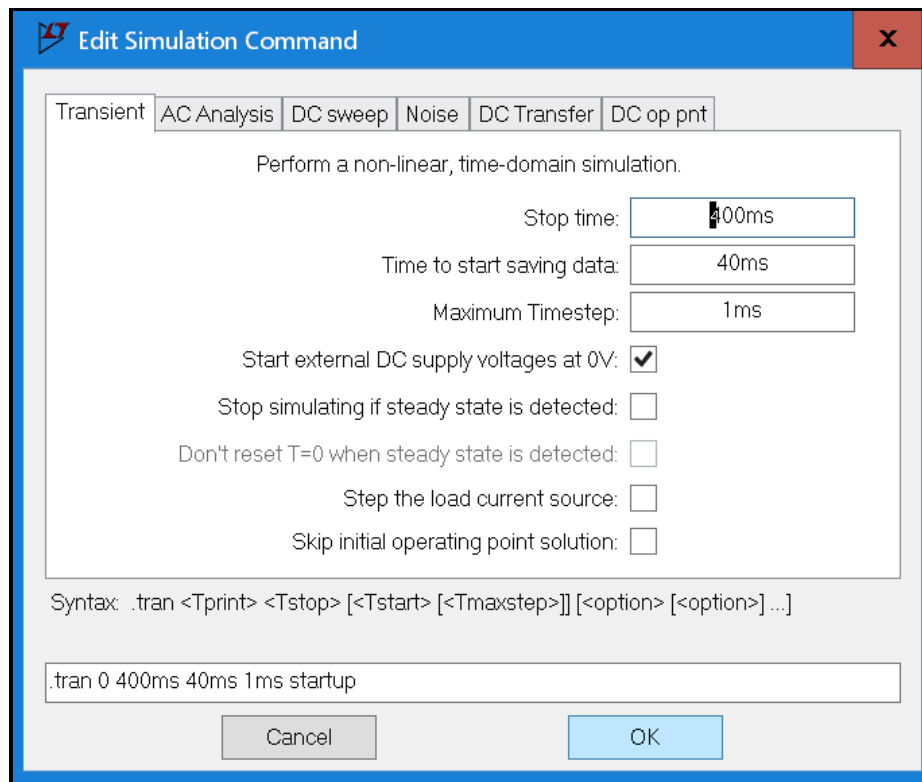 Edit Simulation Command
x
Transient AC Analysis DC sweep Noise DC Transfer DC op pnt
Perform a non-linear, time-domain simulation.
Stop time: 400ms
Time to start saving data: 40ms
Maximum Timestep: 1ms
Start external DC supply voltages at 0V:
Stop simulating if steady state is detected:
Don't reset T=0 when steady state is detected:
Step the load current source:
Skip initial operating point solution:
Syntax: .tran <Tprint> <Tstop> [<Tstart> [<Tmaxstep>]] [<option> [<option>] ...]
.tran 0 400ms 40ms 1ms startup
Cancel OK